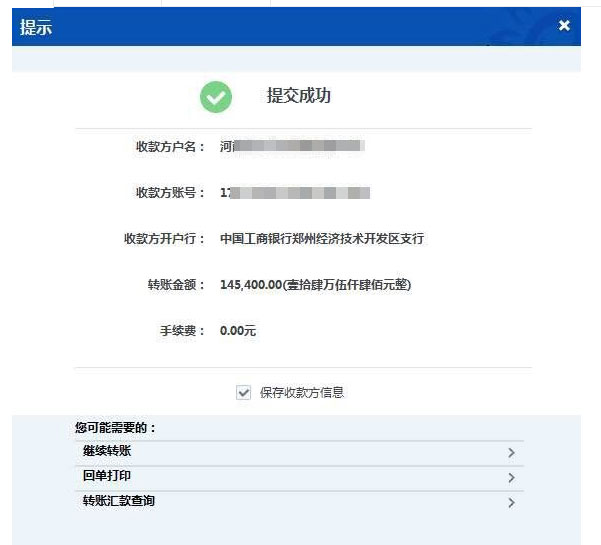 提示
提交成功
收款方户名：河
收款方账号：17
收款方开户行：中国工商银行郑州经济技术开发区支行
转账金额：145,400.00(壹拾肆万伍仟肆佰元整)
手续费：0.00元
保存收款方信息
您可能需要的：
继续转账
回单打印
转账汇款查询